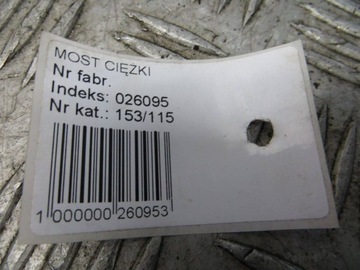 MOST CIĘŻKI
Nr fabr.
Indeks: 026095
Nr kat.: 153/115
1 000000 260953